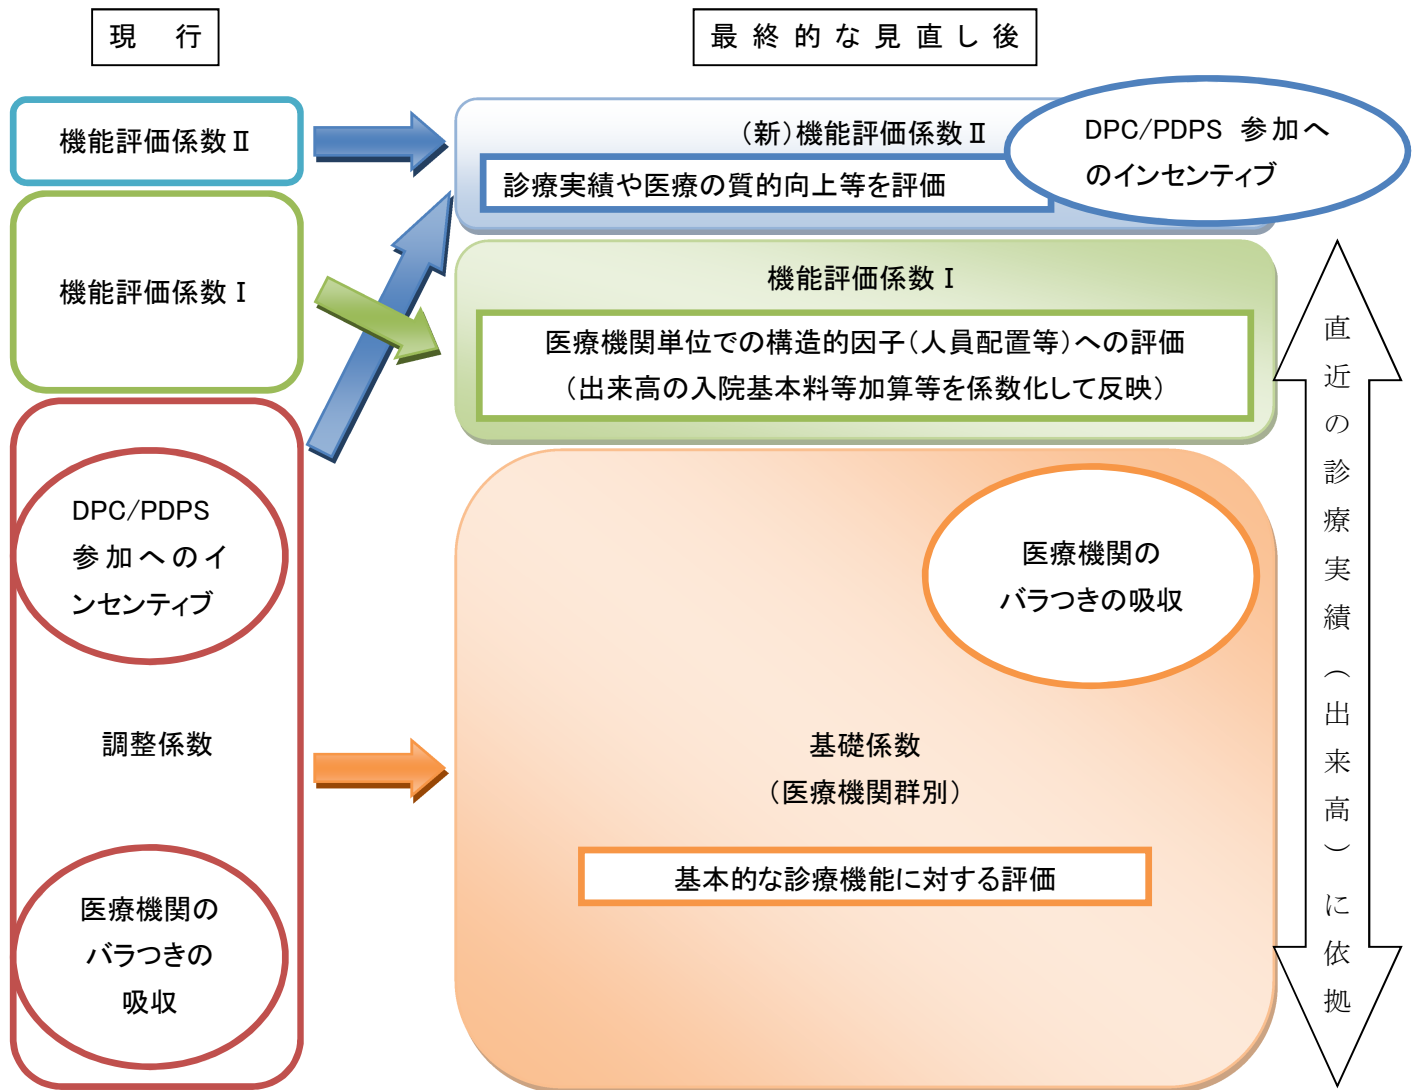 現　行
最終的な見直し後
機能評価係数Ⅱ
機能評価係数Ⅰ
DPC/PDPS
参加へのイ
ンセンティブ
調整係数
医療機関の
バラつきの
吸収
（新）機能評価係数Ⅱ
診療実績や医療の質的向上等を評価
DPC/PDPS 参加へ
のインセンティブ
機能評価係数Ⅰ
医療機関単位での構造的因子（人員配置等）への評価
（出来高の入院基本料等加算等を係数化して反映）
医療機関の
バラつきの吸収
基礎係数
（医療機関群別）
基本的な診療機能に対する評価
直近の診療実績（出来高）に依拠